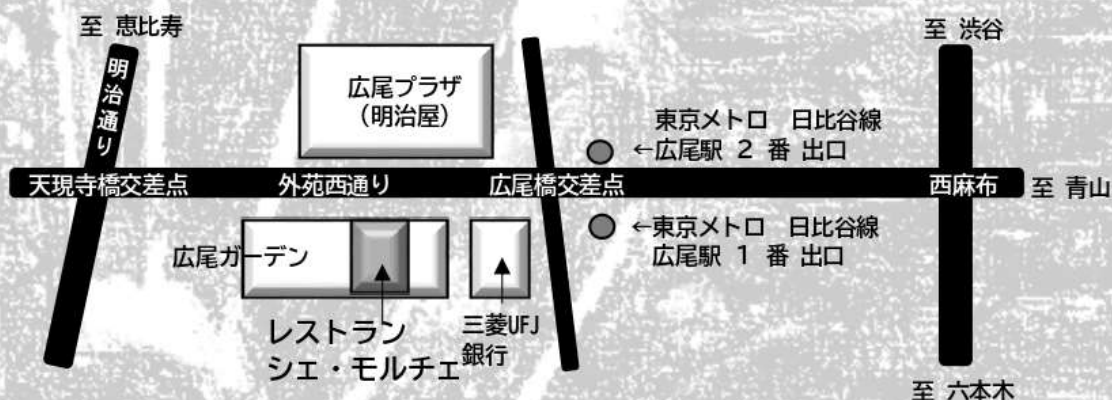 至 恵比寿
至 渋谷
明治通り
広尾プラザ
（明治屋）
東京メトロ 日比谷線
←広尾駅 2 番 出口
天現寺橋交差点
外苑西通り
広尾橋交差点
西麻布
至 青山
広尾ガーデン
←東京メトロ 日比谷線
広尾駅 1 番 出口
レストラン
シェ・モルチェ
三菱UFJ
銀行
至 六本木